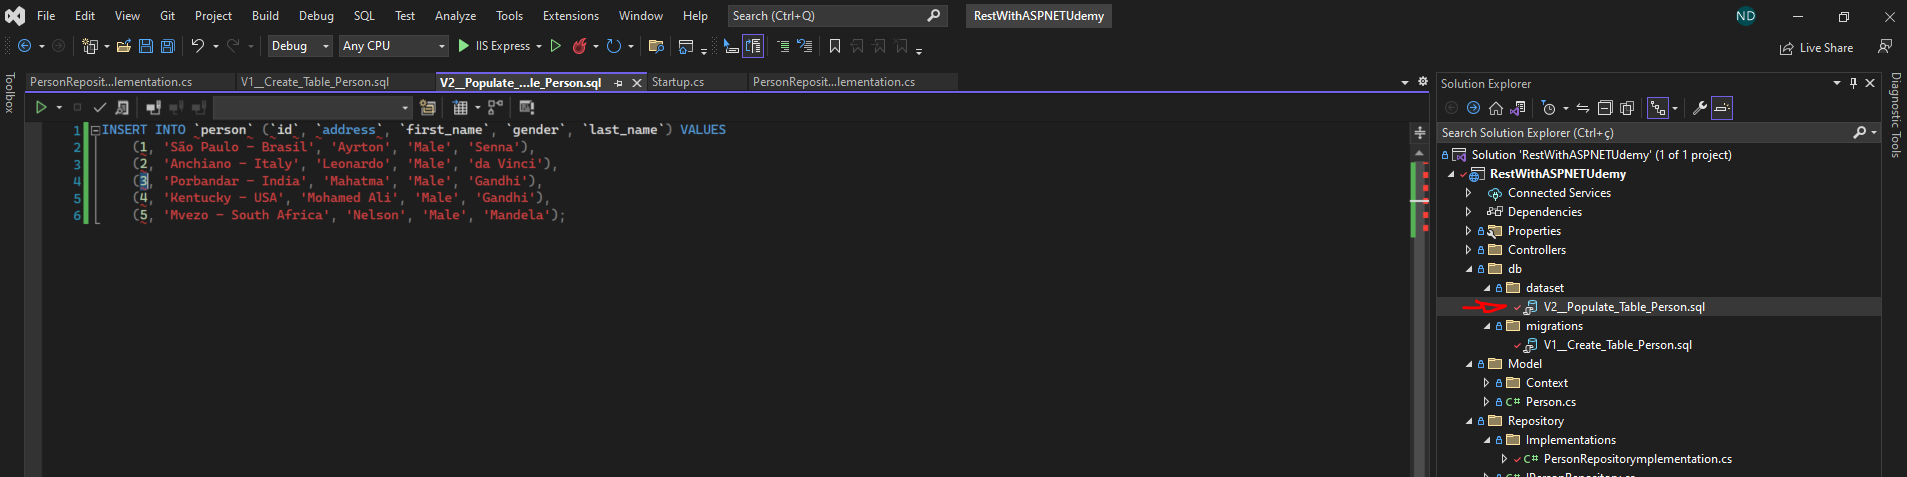 File Edit View Git Project Build Debug SQL Test Analyze Tools Extensions Window Help Search (Ctrl+Q) RestWithASPNETUdemy ND
Debug Any CPU IIS Express Live Share
Toolbox
PersonReposit...lementation.cs V1__Create_Table_Person.sql V2__Populate_...le_Person.sql Startup.cs PersonReposit...lementation.cs
1 INSERT INTO `person` (`id`, `address`, `first_name`, `gender`, `last_name`) VALUES
2 (1, 'São Paulo - Brasil', 'Ayrton', 'Male', 'Senna'),
3 (2, 'Anchiano - Italy', 'Leonardo', 'Male', 'da Vinci'),
4 (3, 'Porbandar - India', 'Mahatma', 'Male', 'Gandhi'),
5 (4, 'Kentucky - USA', 'Mohamed Ali', 'Male', 'Gandhi'),
6 (5, 'Mvezo - South Africa', 'Nelson', 'Male', 'Mandela');
Solution Explorer
Search Solution Explorer (Ctrl+ç)
Solution 'RestWithASPNETUdemy' (1 of 1 project)
RestWithASPNETUdemy
Connected Services
Dependencies
Properties
Controllers
db
dataset
V2__Populate_Table_Person.sql
migrations
V1__Create_Table_Person.sql
Model
Context
C# Person.cs
Repository
Implementations
C# PersonRepositorymplementation.cs
Diagnostic Tools